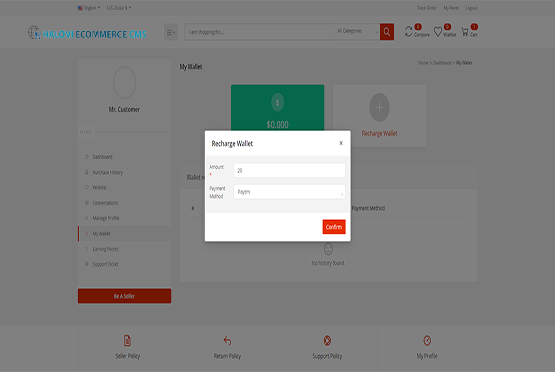 English
U.S. Dollar $
Track Order
My Panel
Logout
ECOMMERCE CMS
I am shopping for...
All Categories
0
Compare
0
Wishlist
1
Cart
Mr. Customer
Dashboard
Purchase History
Wishlist
Conversations
Manage Profile
My Wallet
Earning Points
Support Ticket
Be A Seller
My Wallet
Home > Dashboard > My Wallet
$
$0.000
+
Recharge Wallet
Recharge Wallet
x
Amount
*
20
Payment
Method
Paytm
Confirm
Wallet
#
Payment Method
No history found.
Seller Policy
Return Policy
Support Policy
My Profile